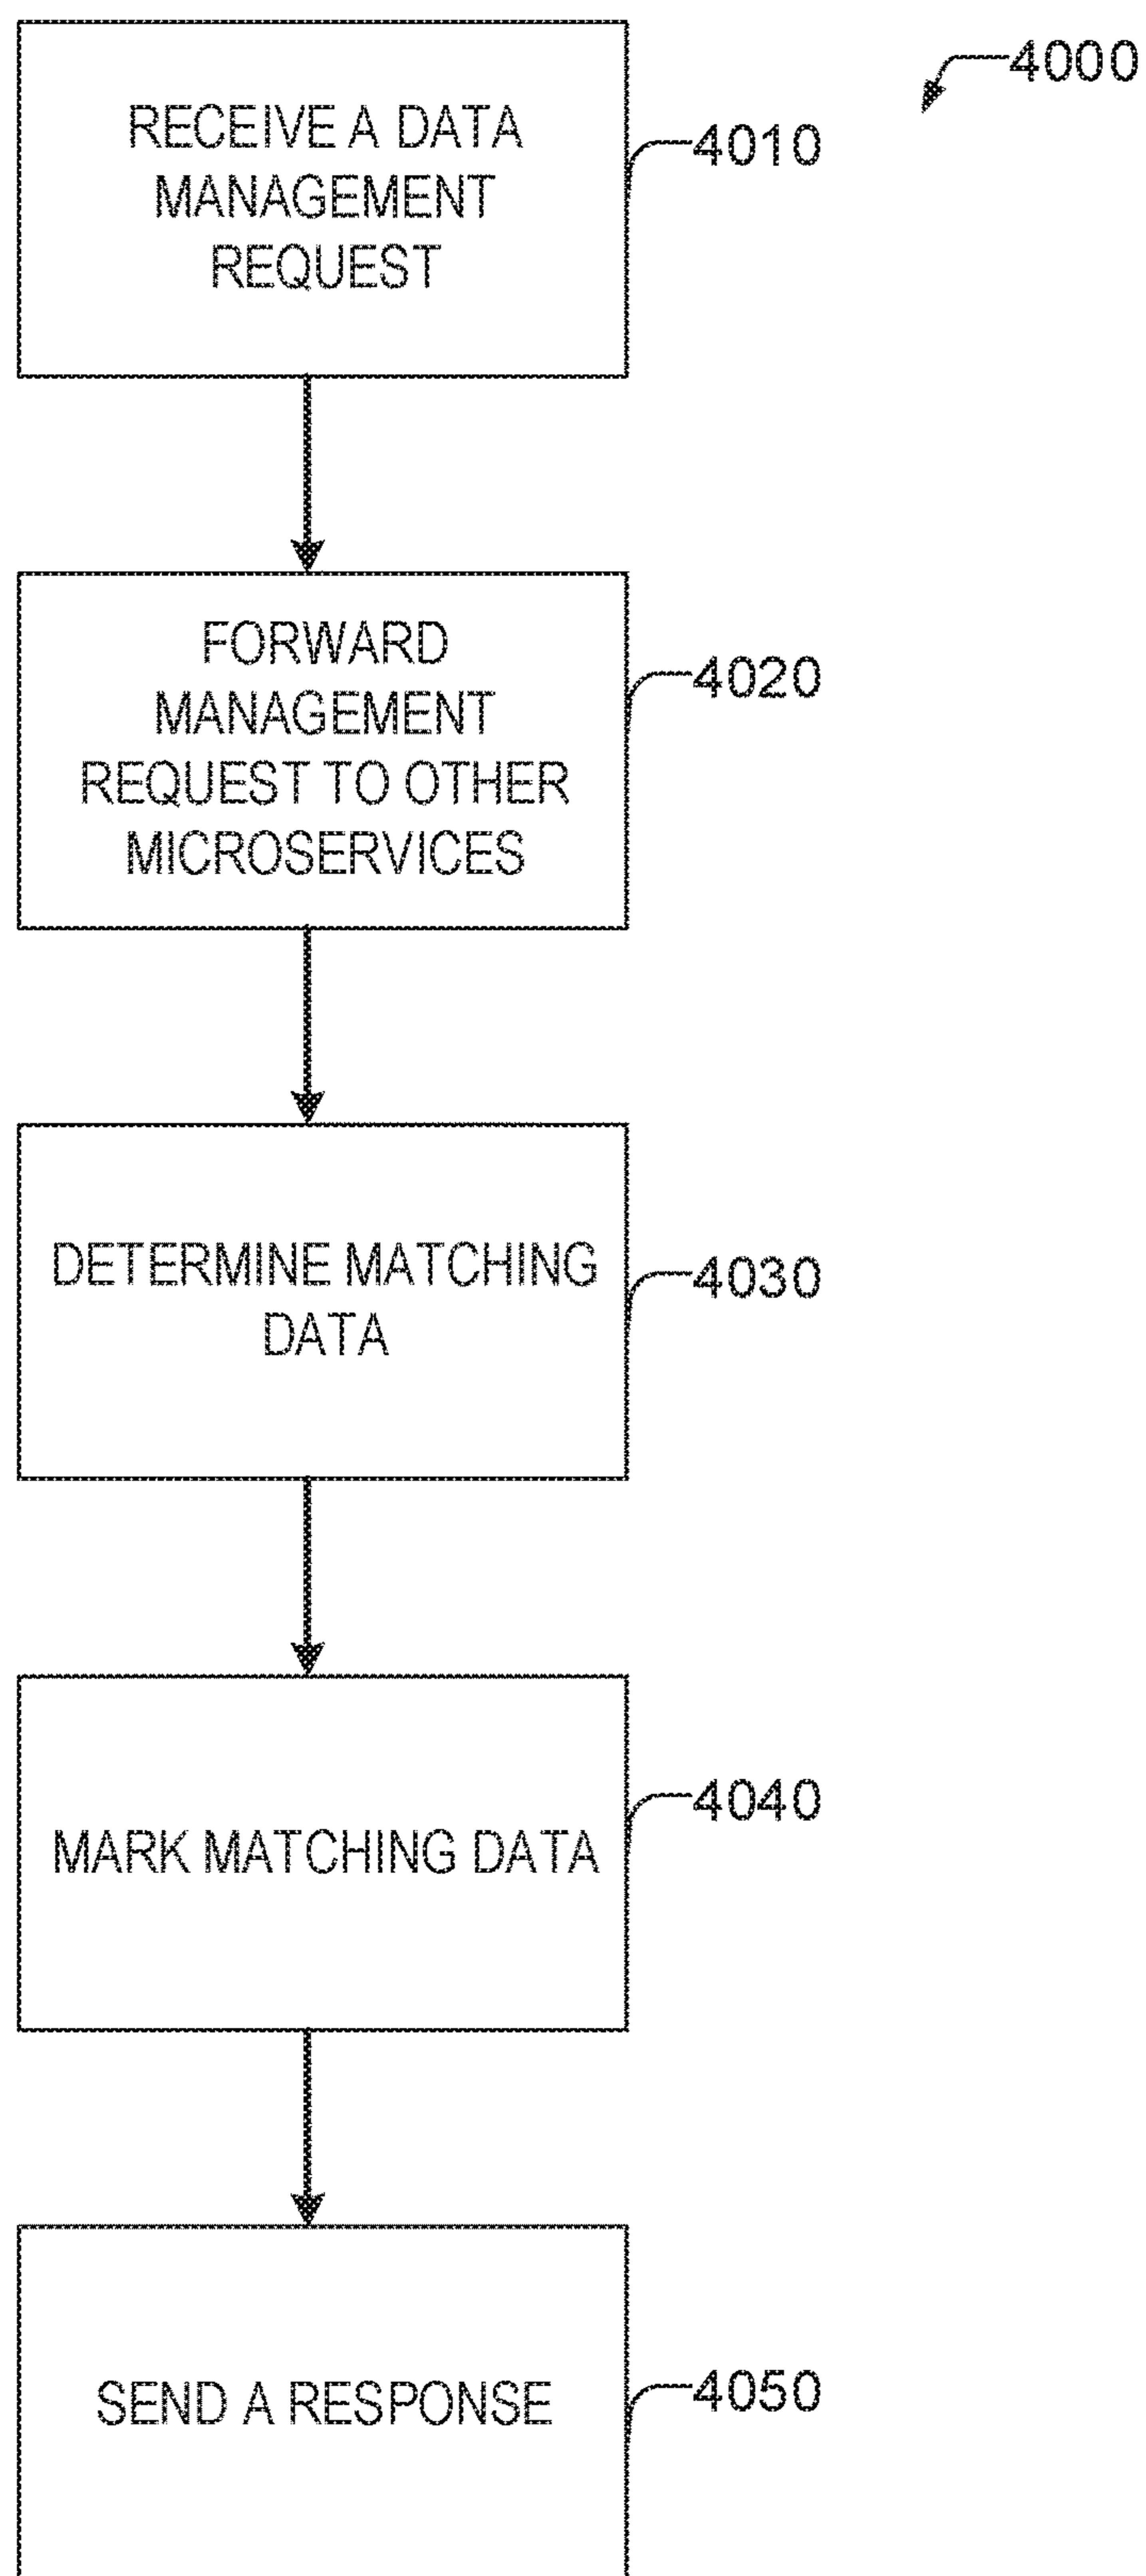 4000
RECEIVE A DATA
MANAGEMENT
REQUEST
4010
FORWARD
MANAGEMENT
REQUEST TO OTHER
MICROSERVICES
4020
DETERMINE MATCHING
DATA
4030
MARK MATCHING DATA
4040
SEND A RESPONSE
4050